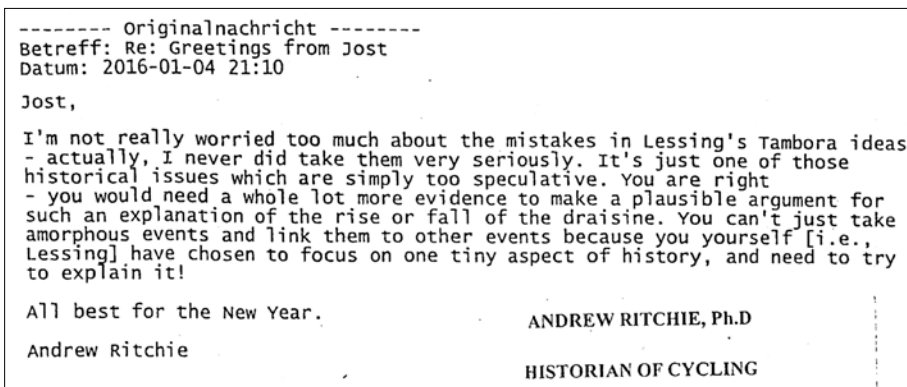 -------- Originalnachricht --------
Betreff: Re: Greetings from Jost
Datum: 2016-01-04 21:10
Jost,
I'm not really worried too much about the mistakes in Lessing's Tambora ideas
- actually, I never did take them very seriously. It's just one of those
historical issues which are simply too speculative. You are right
- you would need a whole lot more evidence to make a plausible argument for
such an explanation of the rise or fall of the draisine. You can't just take
amorphous events and link them to other events because you yourself [i.e.,
Lessing] have chosen to focus on one tiny aspect of history, and need to try
to explain it!
All best for the New Year.
ANDREW RITCHIE, Ph.D
Andrew Ritchie
HISTORIAN OF CYCLING